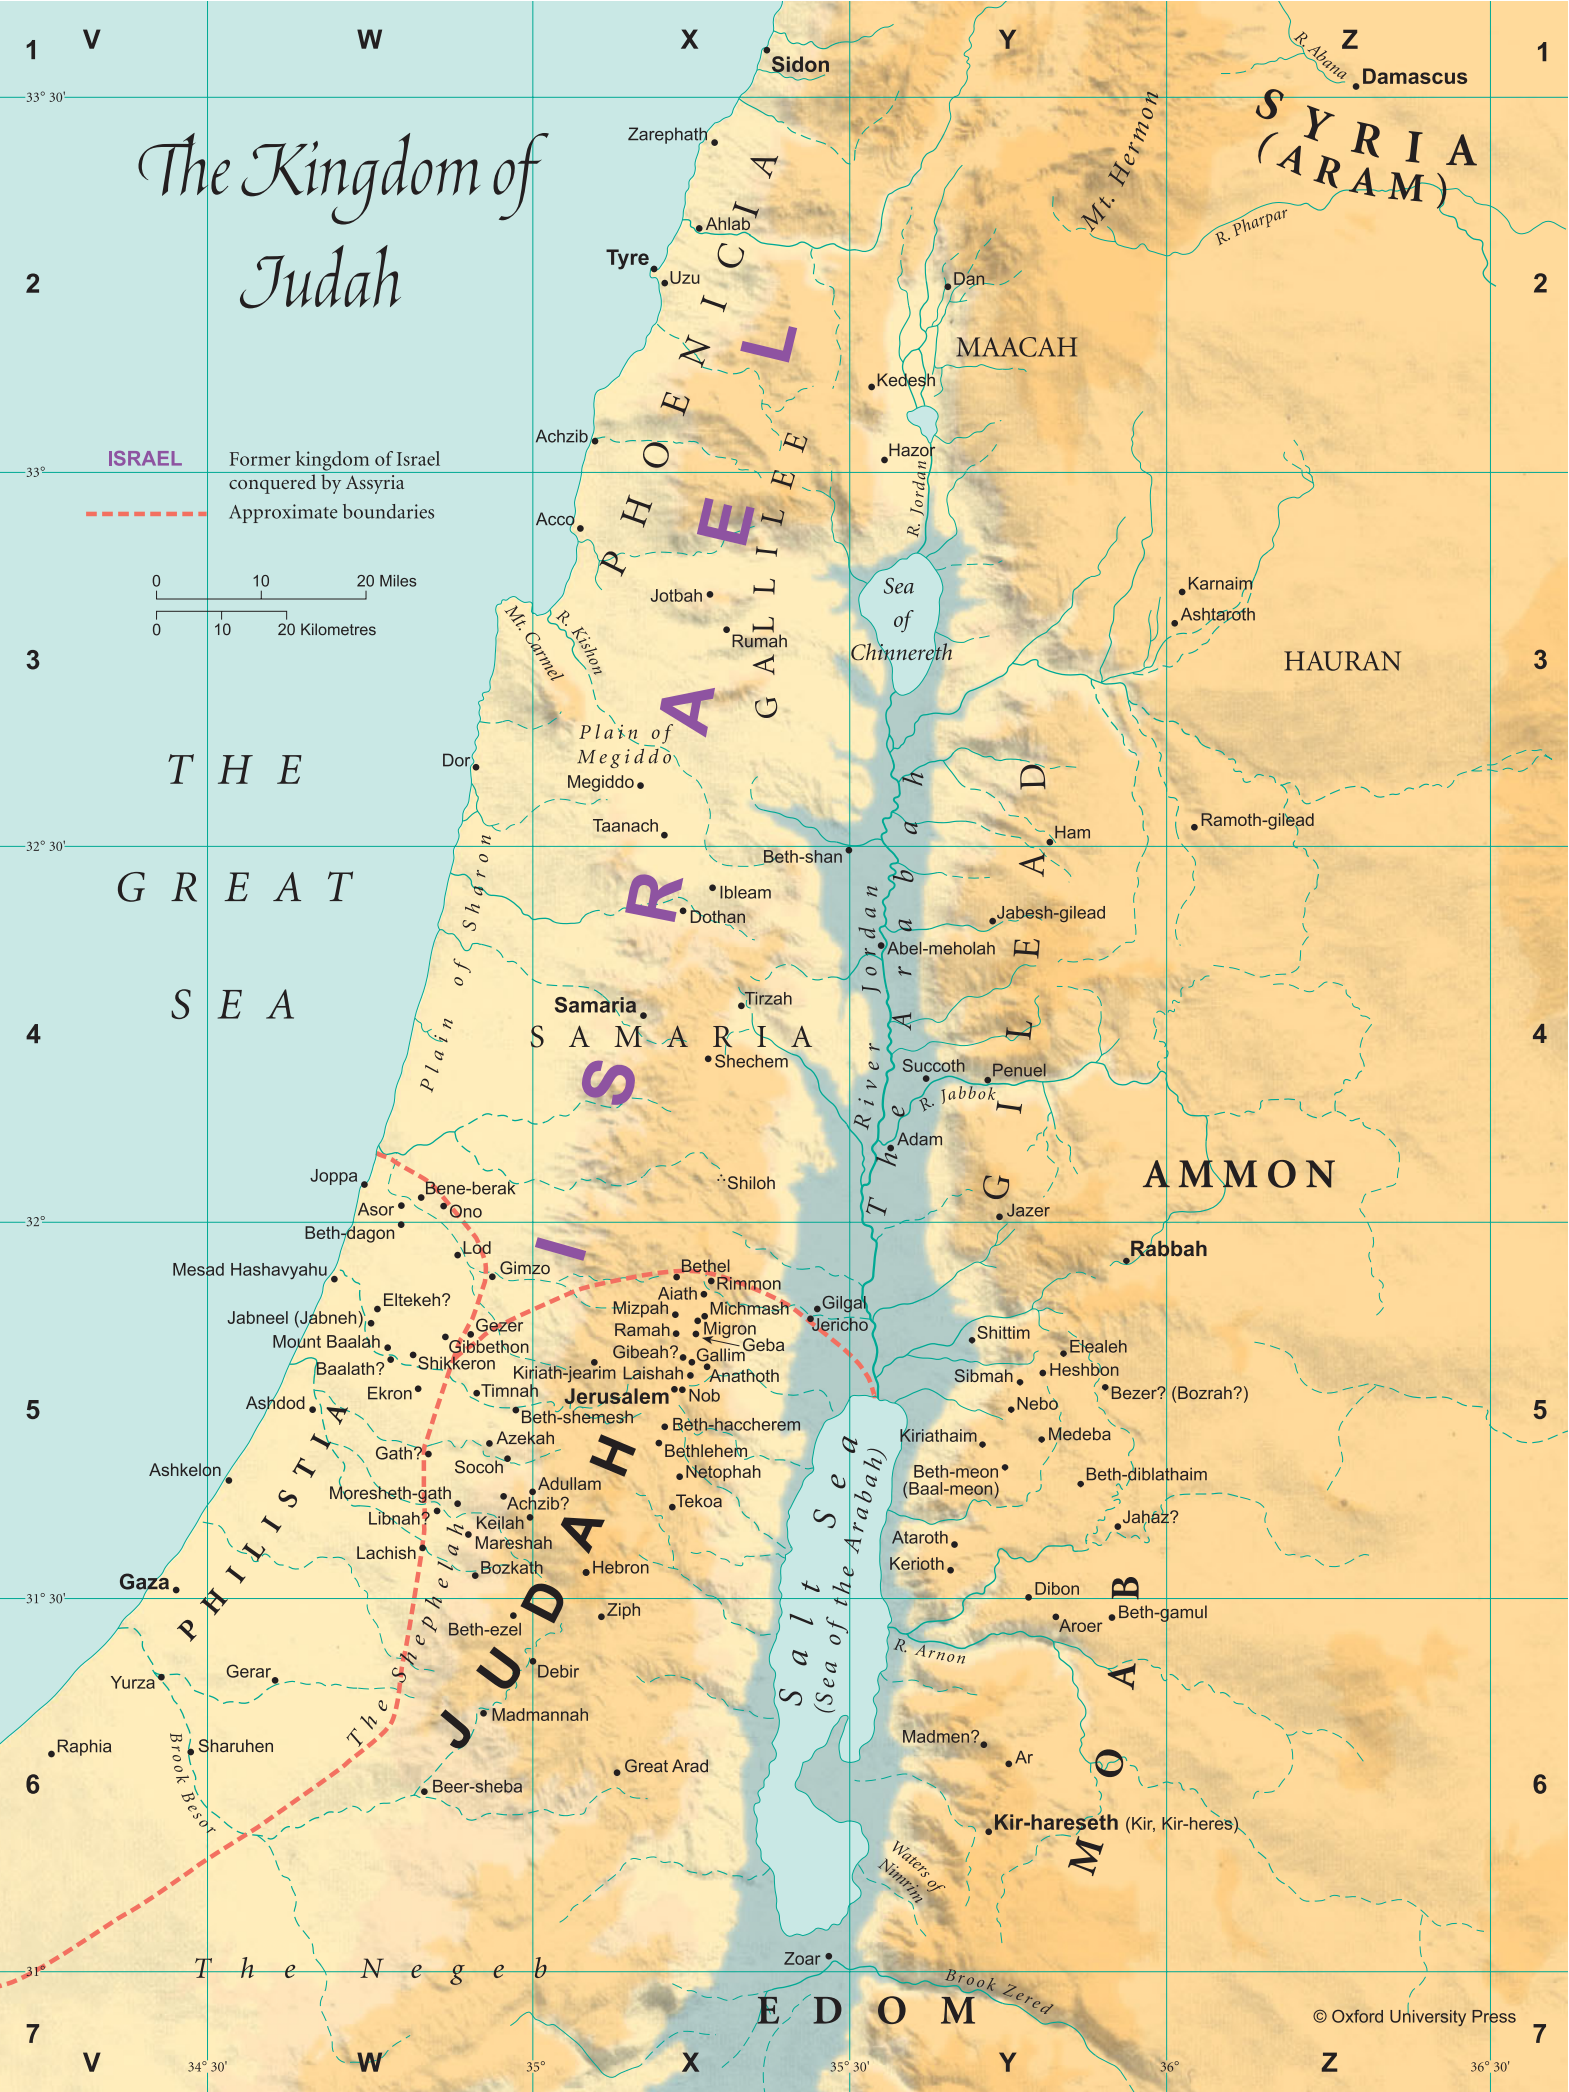 V W X Y Z
1 1
Sidon
R. Abana
Damascus
33° 30'
SYRIA
(ARAM)
The Kingdom of
Judah
Zarephath
Mt. Hermon
R. Pharpar
Ahlab
PHOENICIA
Tyre
Uzu
2 2
Dan
MAACAH
ISRAEL
Kedesh
Achzib
GALLILEE
Hazor
ISRAEL Former kingdom of Israel
conquered by Assyria
Approximate boundaries
33°
R. Jordan
Acco
0 10 20 Miles
0 10 20 Kilometres
Jotbah
Sea
of
Chinnereth
Karnaim
Ashtaroth
Mt. Carmel
R. Kishon
Rumah
3 3
HAURAN
Plain of
Megiddo
Dor
Megiddo
THE
GREAT
SEA
Taanach
Ham
Ramoth-gilead
32° 30'
Beth-shan
Plain of Sharon
Ibleam
Dothan
Jabesh-gilead
Abel-meholah
River Jordan
The Arabah
GILEAD
Tirzah
Samaria
SAMARIA
4 4
Shechem
Succoth
Penuel
R. Jabbok
Adam
Joppa
Shiloh
AMMON
Bene-berak
Asor
Ono
Jazer
32°
Beth-dagon
Lod
Rabbah
Mesad Hashavyahu
Gimzo
Bethel
Rimmon
Aiath
Eltekeh?
Mizpah
Michmash
Gilgal
Jabneel (Jabneh)
Gezer
Ramah
Migron
Jericho
Mount Baalah
Gibbethon
Geba
Shittim
Gibeah?
Gallim
Elealeh
Baalath?
Shikkeron
Kiriath-jearim
Laishah
Anathoth
Sibmah
Heshbon
Ekron
Timnah
Jerusalem
Nob
Bezer? (Bozrah?)
Ashdod
Beth-shemesh
Nebo
5 5
Beth-haccherem
Azekah
Kiriathaim
Medeba
Gath?
Bethlehem
Socoh
Netophah
Beth-meon
(Baal-meon)
Beth-diblathaim
Ashkelon
Adullam
Moresheth-gath
Achzib?
Tekoa
Libnah?
Keilah
Jahaz?
Mareshah
Ataroth
Lachish
Bozkath
Hebron
Kerioth
PHILISTIA
Gaza
Dibon
31° 30'
Ziph
Beth-gamul
Beth-ezel
Aroer
JUDAH
The Shephelah
Salt Sea
(Sea of the Arabah)
R. Arnon
Yurza
Gerar
Debir
Madmannah
MOAB
Madmen?
Raphia
Sharuhen
Ar
Brook Besor
Great Arad
Beer-sheba
6 6
Kir-hareseth (Kir, Kir-heres)
Waters of
Nimrim
Zoar
31°
The Negeb
Brook Zered
EDOM
© Oxford University Press
7 7
V W X Y Z
34° 30' 35° 35° 30' 36° 36° 30'